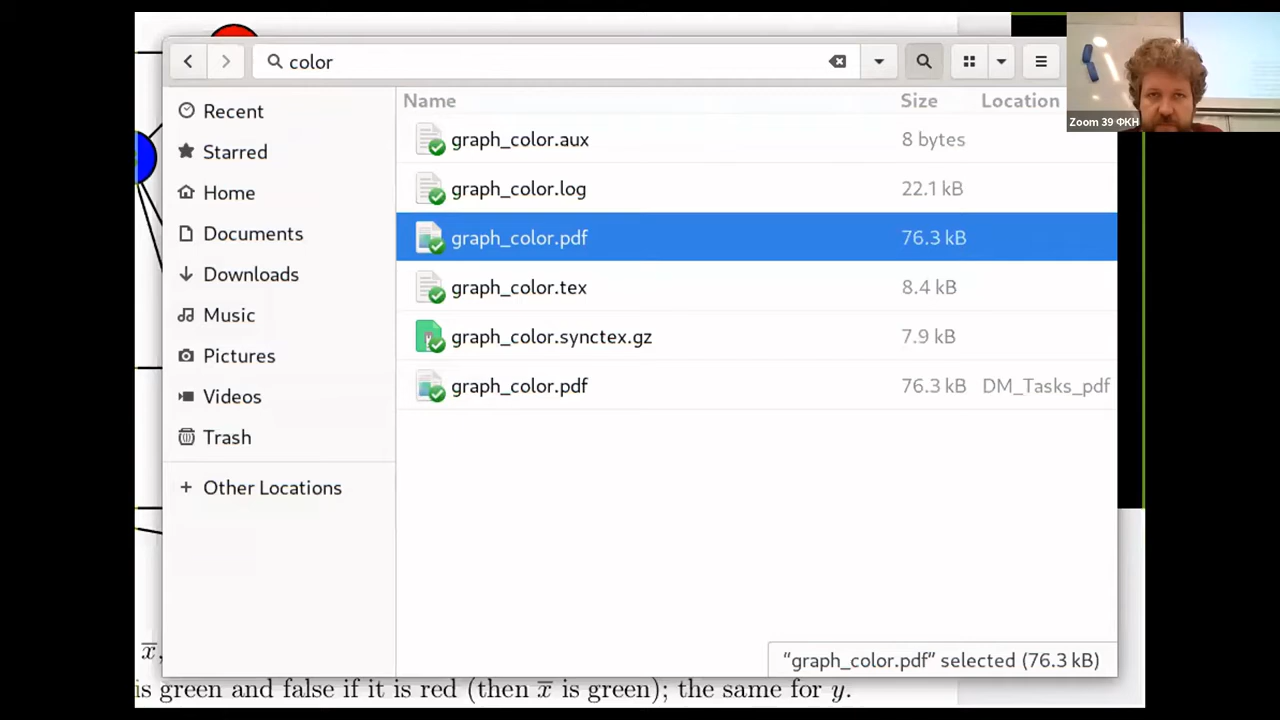 color
Name Size Location
Recent
Starred
Home
Documents
Downloads
Music
Pictures
Videos
Trash
Other Locations
graph_color.aux 8 bytes
graph_color.log 22.1 kB
graph_color.pdf 76.3 kB
graph_color.tex 8.4 kB
graph_color.synctex.gz 7.9 kB
graph_color.pdf 76.3 kB DM_Tasks_pdf
"graph_color.pdf" selected (76.3 kB)
x̅,
is green and false if it is red (then x̅ is green); the same for y.
Zoom 39 ФКН